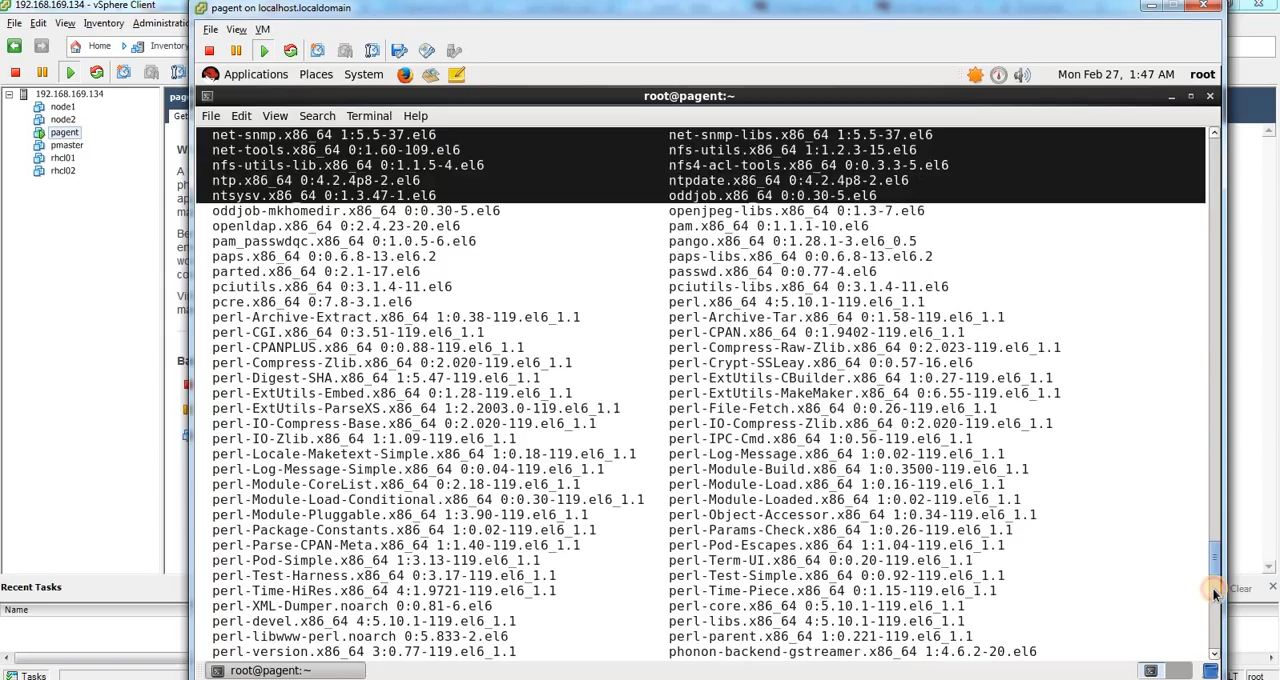 192.168.169.134 - vSphere Client
pagent on localhost.localdomain
File Edit View Inventory Administrati
File View VM
Home Inventory
Applications Places System
Mon Feb 27, 1:47 AM root
192.168.169.134
node1
node2
pagent
pmaster
rhcl01
rhcl02
root@pagent:~
File Edit View Search Terminal Help
net-snmp.x86_64 1:5.5-37.el6 net-snmp-libs.x86_64 1:5.5-37.el6
net-tools.x86_64 0:1.60-109.el6 nfs-utils.x86_64 1:1.2.3-15.el6
nfs-utils-lib.x86_64 0:1.1.5-4.el6 nfs4-acl-tools.x86_64 0:0.3.3-5.el6
ntp.x86_64 0:4.2.4p8-2.el6 ntpdate.x86_64 0:4.2.4p8-2.el6
ntsysv.x86_64 0:1.3.47-1.el6 oddjob.x86_64 0:0.30-5.el6
oddjob-mkhomedir.x86_64 0:0.30-5.el6 openjpeg-libs.x86_64 0:1.3-7.el6
openldap.x86_64 0:2.4.23-20.el6 pam.x86_64 0:1.1.1-10.el6
pam_passwdqc.x86_64 0:1.0.5-6.el6 pango.x86_64 0:1.28.1-3.el6_0.5
paps.x86_64 0:0.6.8-13.el6.2 paps-libs.x86_64 0:0.6.8-13.el6.2
parted.x86_64 0:2.1-17.el6 passwd.x86_64 0:0.77-4.el6
pciutils.x86_64 0:3.1.4-11.el6 pciutils-libs.x86_64 0:3.1.4-11.el6
pcre.x86_64 0:7.8-3.1.el6 perl.x86_64 4:5.10.1-119.el6_1.1
perl-Archive-Extract.x86_64 1:0.38-119.el6_1.1 perl-Archive-Tar.x86_64 0:1.58-119.el6_1.1
perl-CGI.x86_64 0:3.51-119.el6_1.1 perl-CPAN.x86_64 0:1.9402-119.el6_1.1
perl-CPANPLUS.x86_64 0:0.88-119.el6_1.1 perl-Compress-Raw-Zlib.x86_64 0:2.023-119.el6_1.1
perl-Compress-Zlib.x86_64 0:2.020-119.el6_1.1 perl-Crypt-SSLeay.x86_64 0:0.57-16.el6
perl-Digest-SHA.x86_64 1:5.47-119.el6_1.1 perl-ExtUtils-CBuilder.x86_64 1:0.27-119.el6_1.1
perl-ExtUtils-Embed.x86_64 0:1.28-119.el6_1.1 perl-ExtUtils-MakeMaker.x86_64 0:6.55-119.el6_1.1
perl-ExtUtils-ParseXS.x86_64 1:2.2003.0-119.el6_1.1 perl-File-Fetch.x86_64 0:0.26-119.el6_1.1
perl-IO-Compress-Base.x86_64 0:2.020-119.el6_1.1 perl-IO-Compress-Zlib.x86_64 0:2.020-119.el6_1.1
perl-IO-Zlib.x86_64 1:1.09-119.el6_1.1 perl-IPC-Cmd.x86_64 1:0.56-119.el6_1.1
perl-Locale-Maketext-Simple.x86_64 1:0.18-119.el6_1.1 perl-Log-Message.x86_64 1:0.02-119.el6_1.1
perl-Log-Message-Simple.x86_64 0:0.04-119.el6_1.1 perl-Module-Build.x86_64 1:0.3500-119.el6_1.1
perl-Module-CoreList.x86_64 0:2.18-119.el6_1.1 perl-Module-Load.x86_64 1:0.16-119.el6_1.1
perl-Module-Load-Conditional.x86_64 0:0.30-119.el6_1.1 perl-Module-Loaded.x86_64 1:0.02-119.el6_1.1
perl-Module-Pluggable.x86_64 1:3.90-119.el6_1.1 perl-Object-Accessor.x86_64 1:0.34-119.el6_1.1
perl-Package-Constants.x86_64 1:0.02-119.el6_1.1 perl-Params-Check.x86_64 1:0.26-119.el6_1.1
perl-Parse-CPAN-Meta.x86_64 1:1.40-119.el6_1.1 perl-Pod-Escapes.x86_64 1:1.04-119.el6_1.1
perl-Pod-Simple.x86_64 1:3.13-119.el6_1.1 perl-Term-UI.x86_64 0:0.20-119.el6_1.1
perl-Test-Harness.x86_64 0:3.17-119.el6_1.1 perl-Test-Simple.x86_64 0:0.92-119.el6_1.1
perl-Time-HiRes.x86_64 4:1.9721-119.el6_1.1 perl-Time-Piece.x86_64 0:1.15-119.el6_1.1
perl-XML-Dumper.noarch 0:0.81-6.el6 perl-core.x86_64 0:5.10.1-119.el6_1.1
perl-devel.x86_64 4:5.10.1-119.el6_1.1 perl-libs.x86_64 4:5.10.1-119.el6_1.1
perl-libwww-perl.noarch 0:5.833-2.el6 perl-parent.x86_64 1:0.221-119.el6_1.1
perl-version.x86_64 3:0.77-119.el6_1.1 phonon-backend-gstreamer.x86_64 1:4.6.2-20.el6
Recent Tasks
Clear
Name
root@pagent:~
Tasks
root